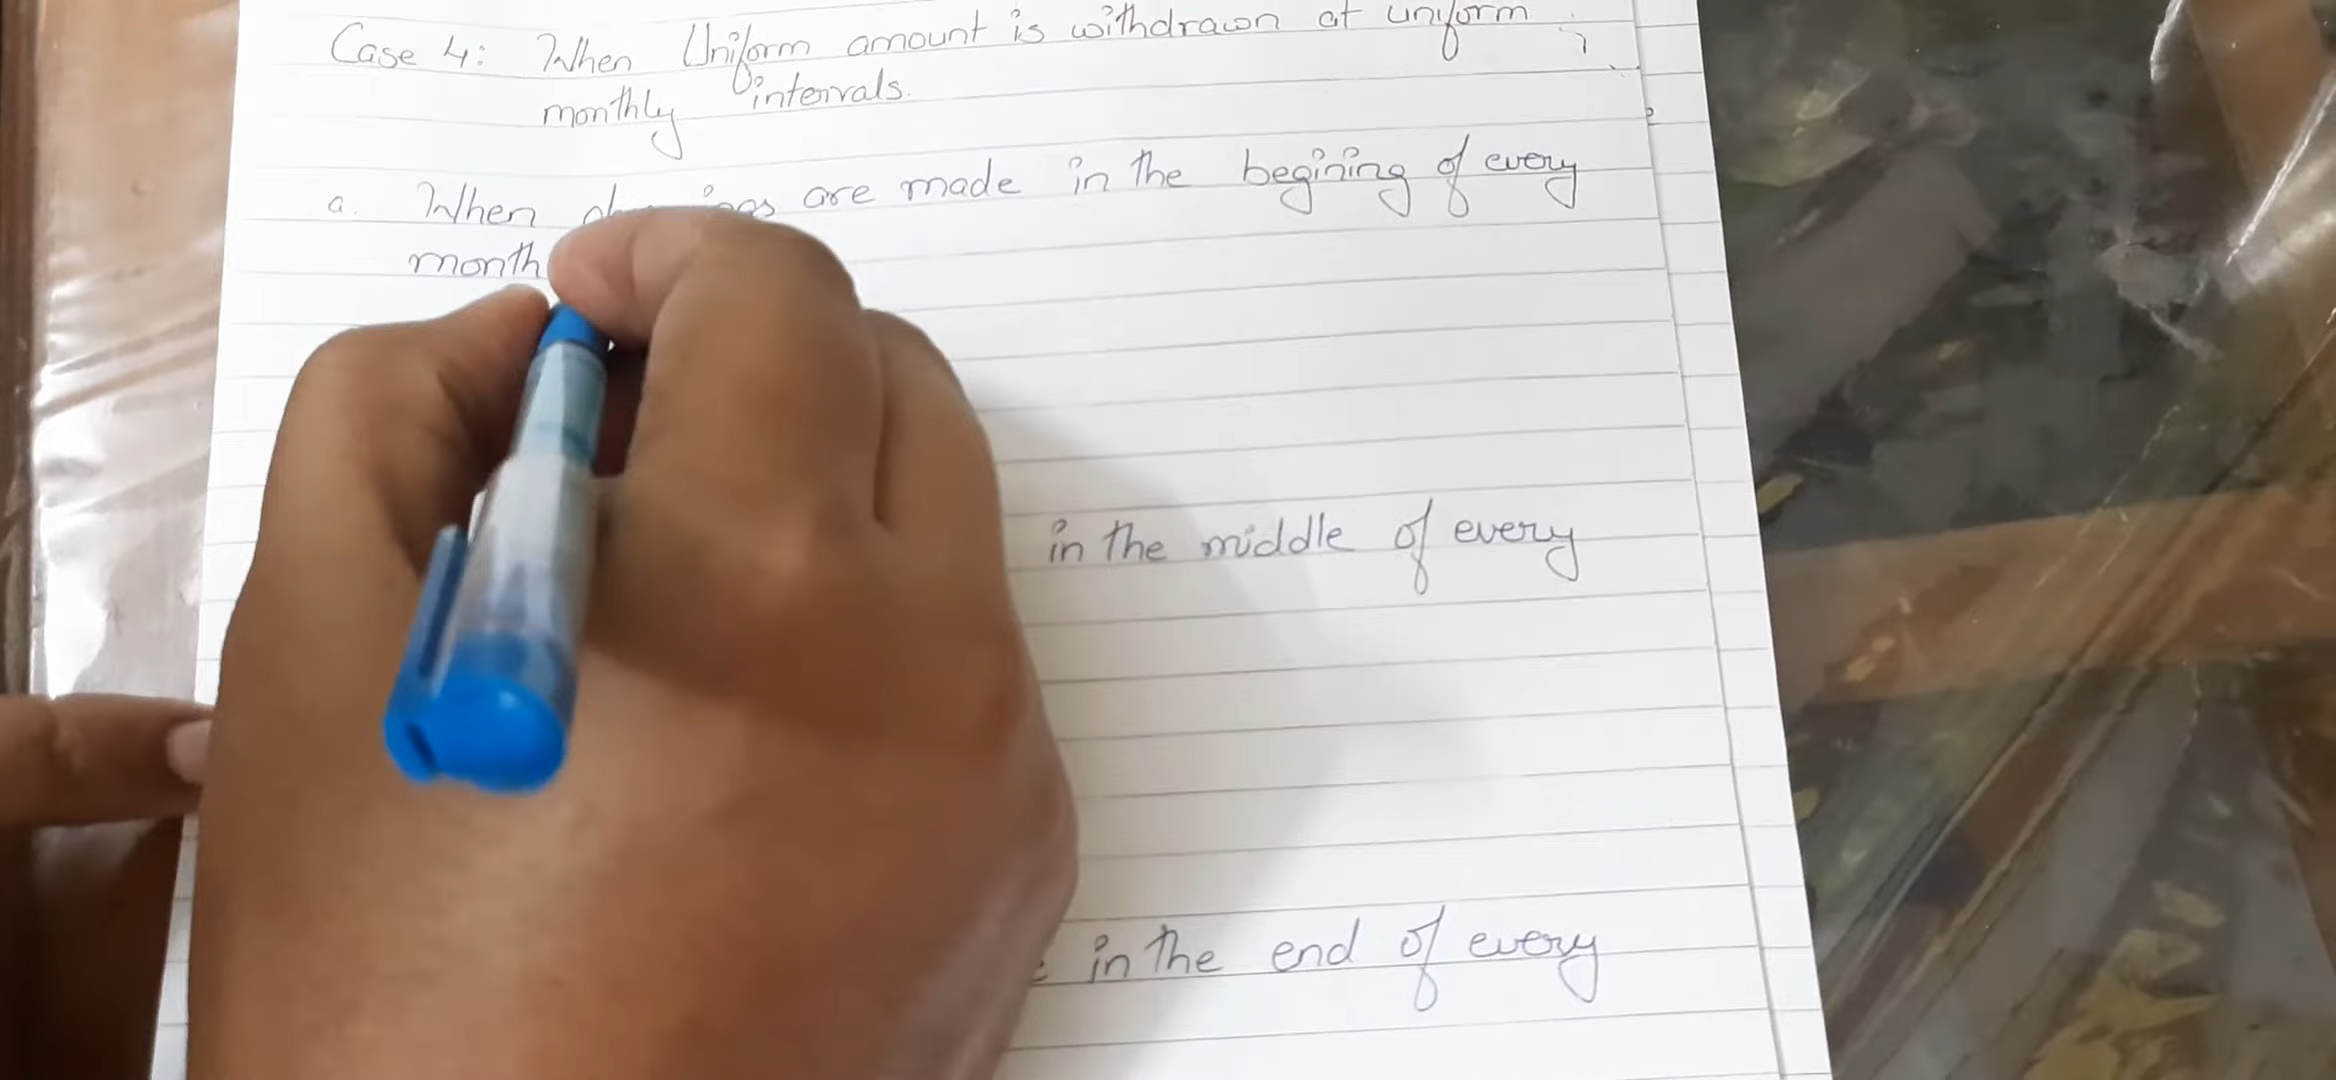 Case 4: When Uniform amount is withdrawn at uniform
monthly intervals.
a. When are made in the begining of every
month
in the middle of every
in the end of every